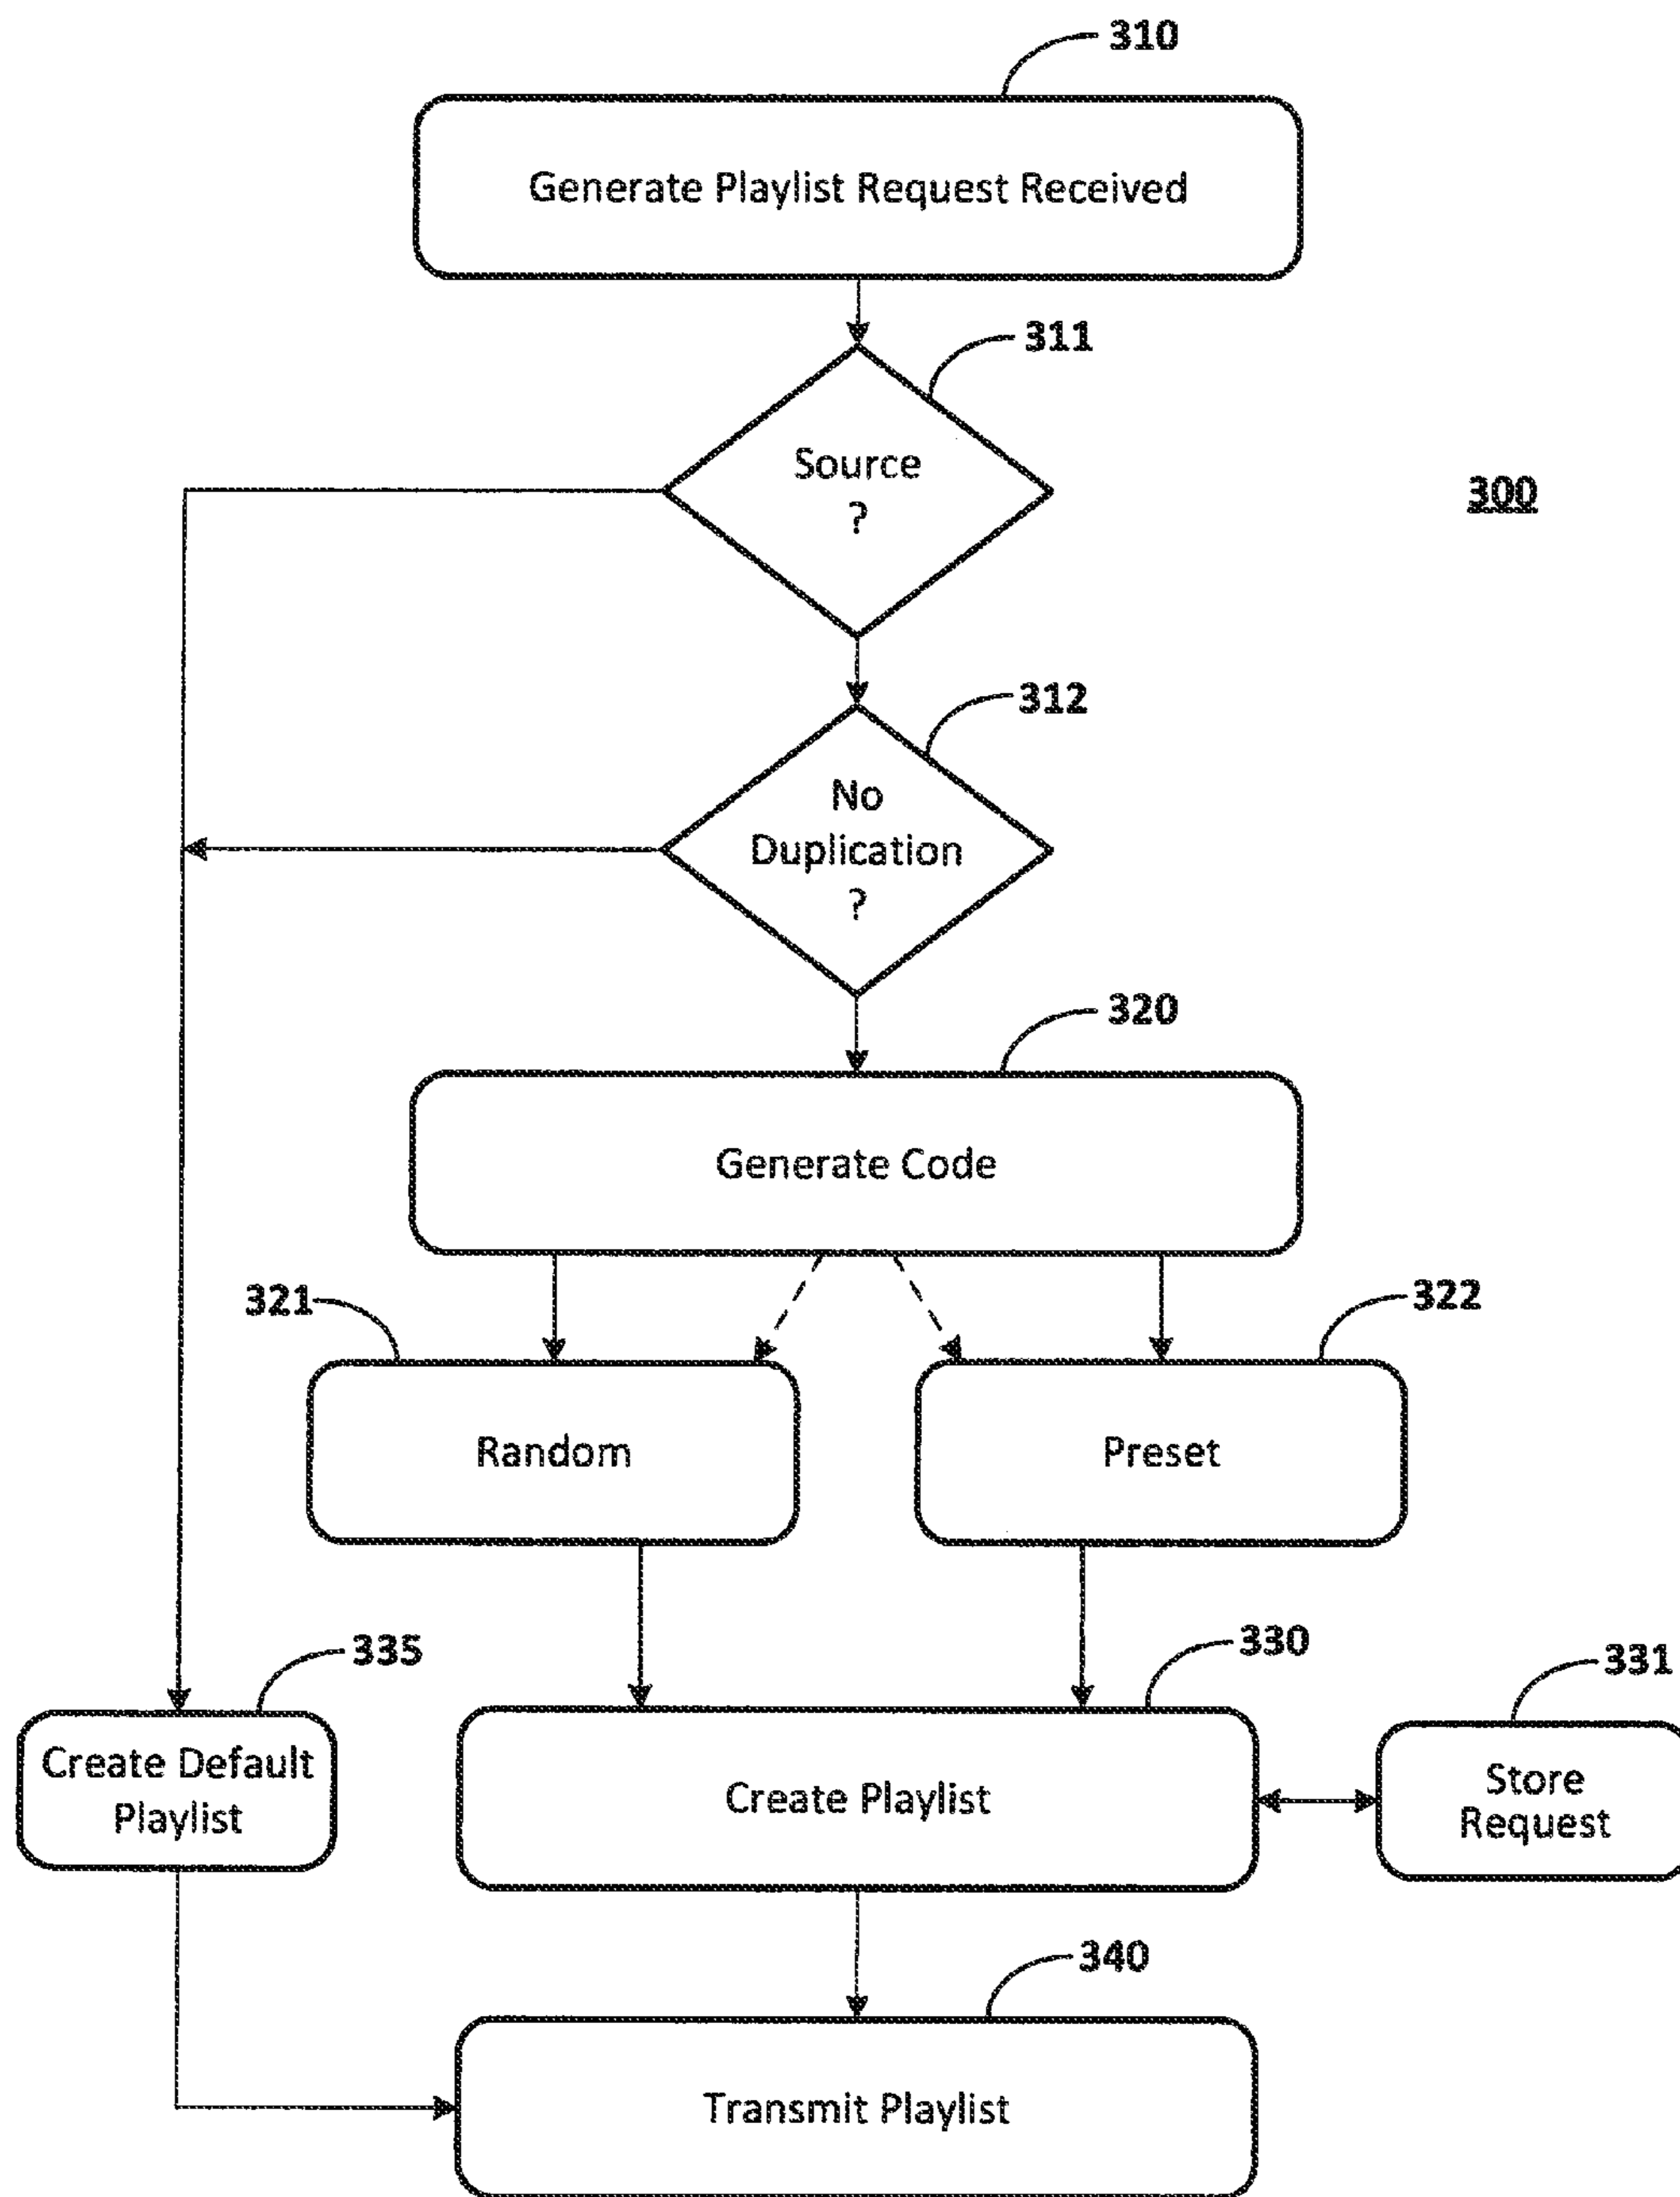 310
Generate Playlist Request Received
311
Source
?
300
312
No
Duplication
?
320
Generate Code
321
322
Random
Preset
335
330
331
Create Default
Playlist
Create Playlist
Store
Request
340
Transmit Playlist